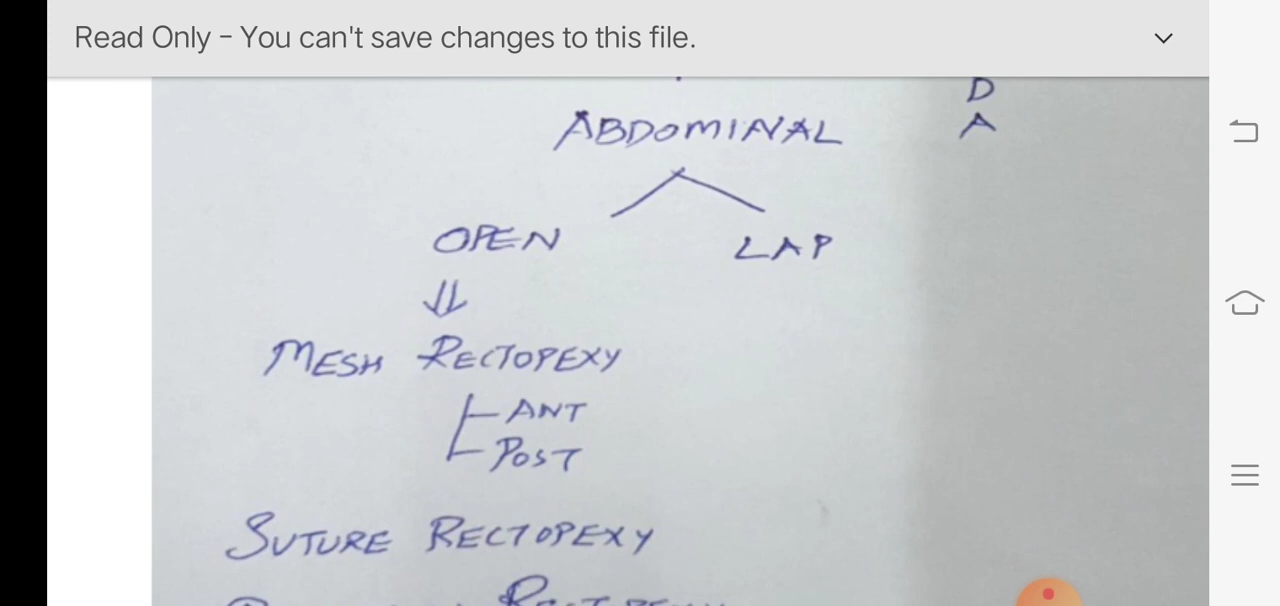 Read Only - You can't save changes to this file.
D
A
ABDOMINAL
OPEN
LAP
MESH RECTOPEXY
ANT
POST
SUTURE RECTOPEXY